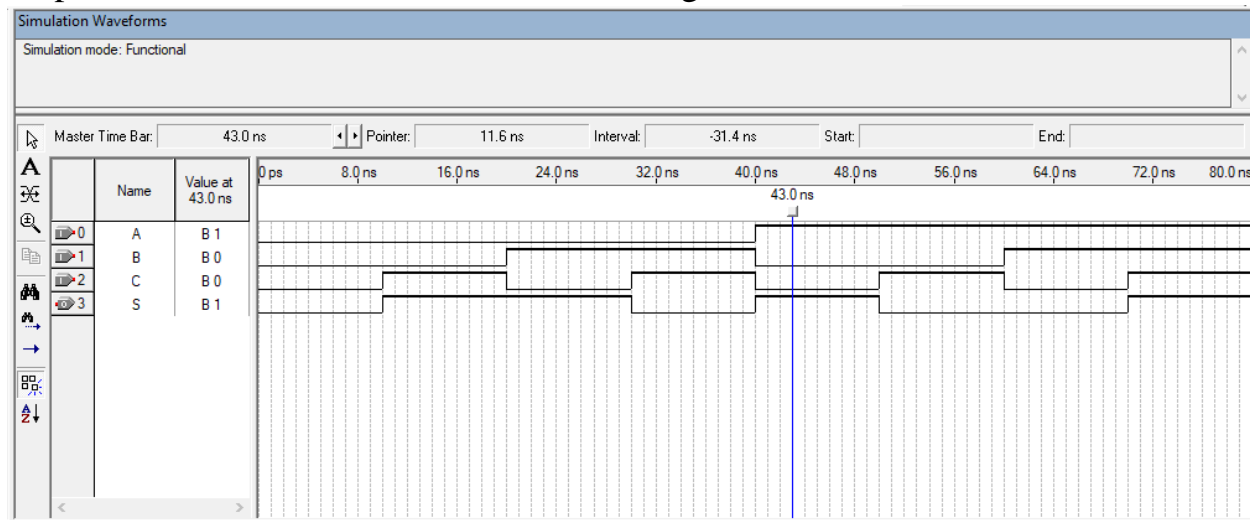 Simulation Waveforms
Simulation mode: Functional
Master Time Bar: 43.0 ns Pointer: 11.6 ns Interval: -31.4 ns Start: End:
Name Value at 43.0 ns
0 ps 8.0 ns 16.0 ns 24.0 ns 32.0 ns 40.0 ns 48.0 ns 56.0 ns 64.0 ns 72.0 ns 80.0 ns
43.0 ns
0 A B 1
1 B B 0
2 C B 0
3 S B 1